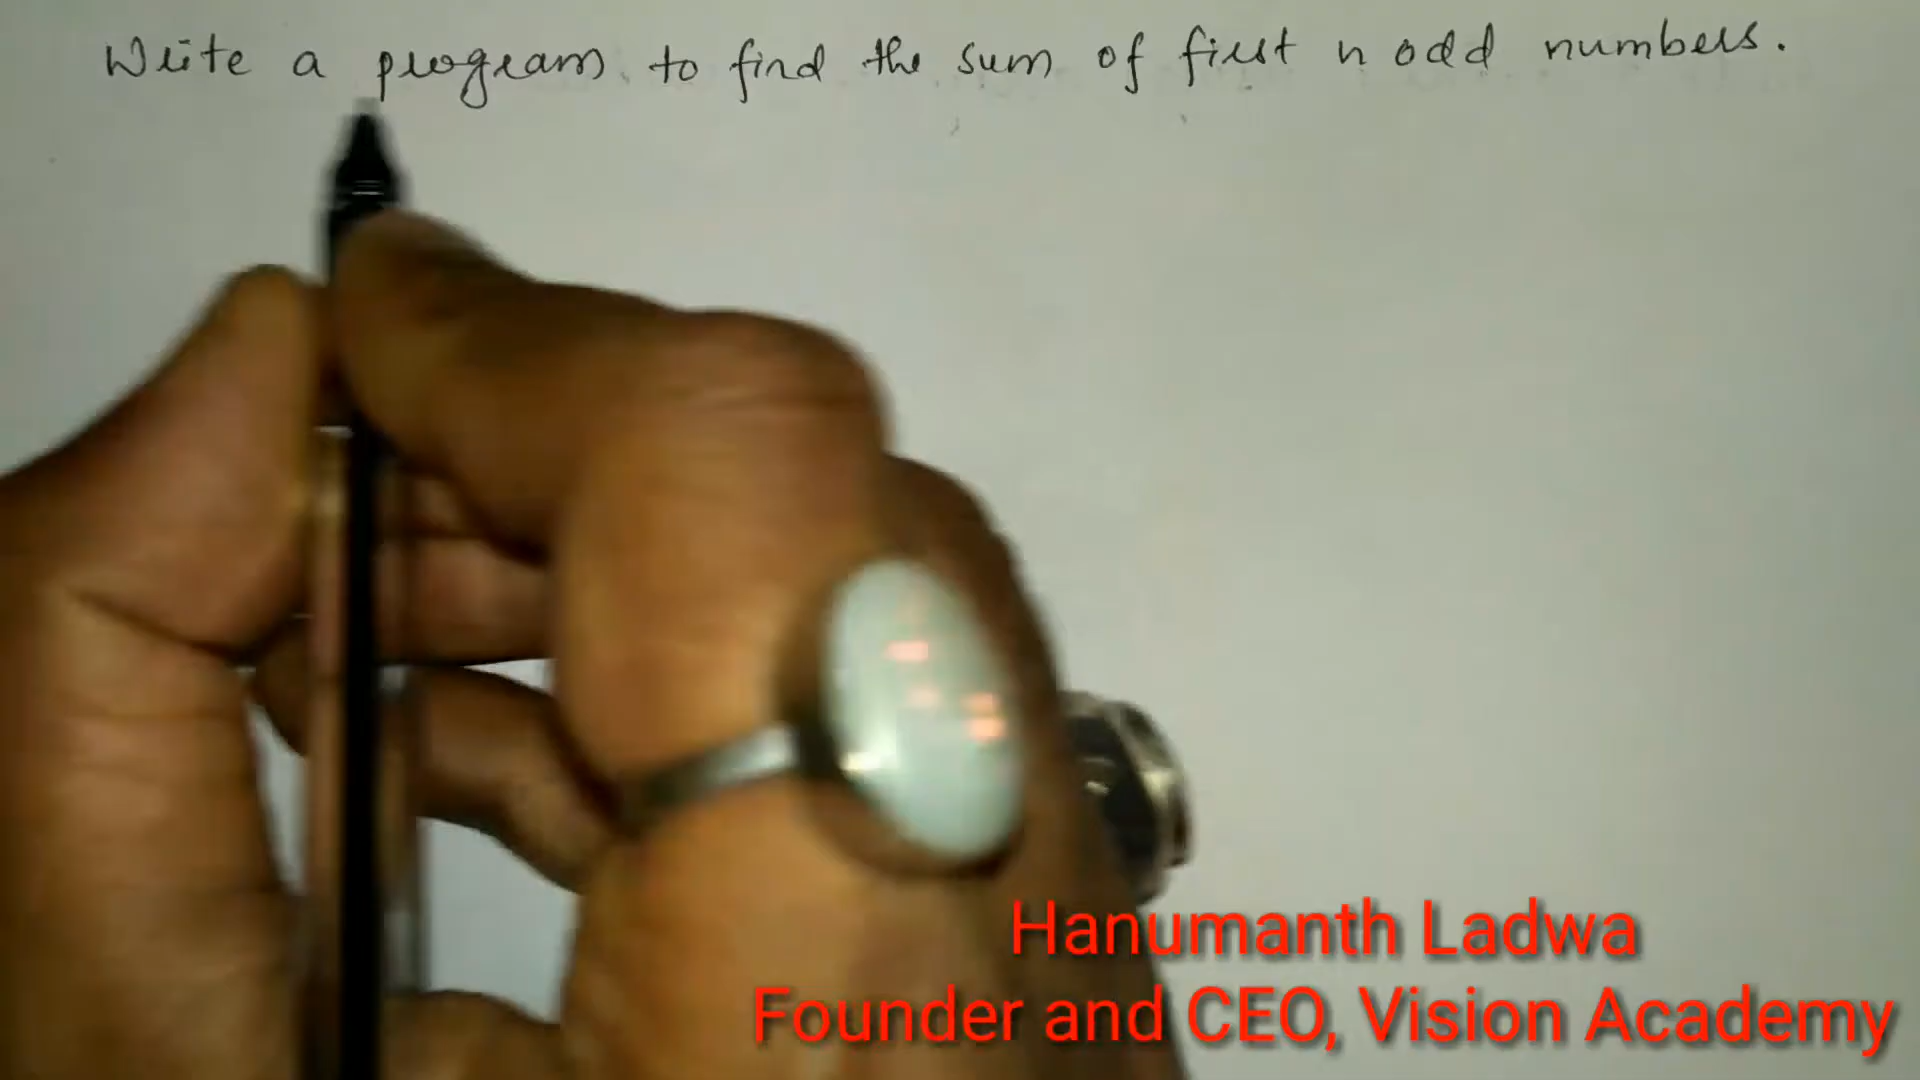 Write a program to find the sum of first n odd numbers.
Hanumanth Ladwa
Founder and CEO, Vision Academy